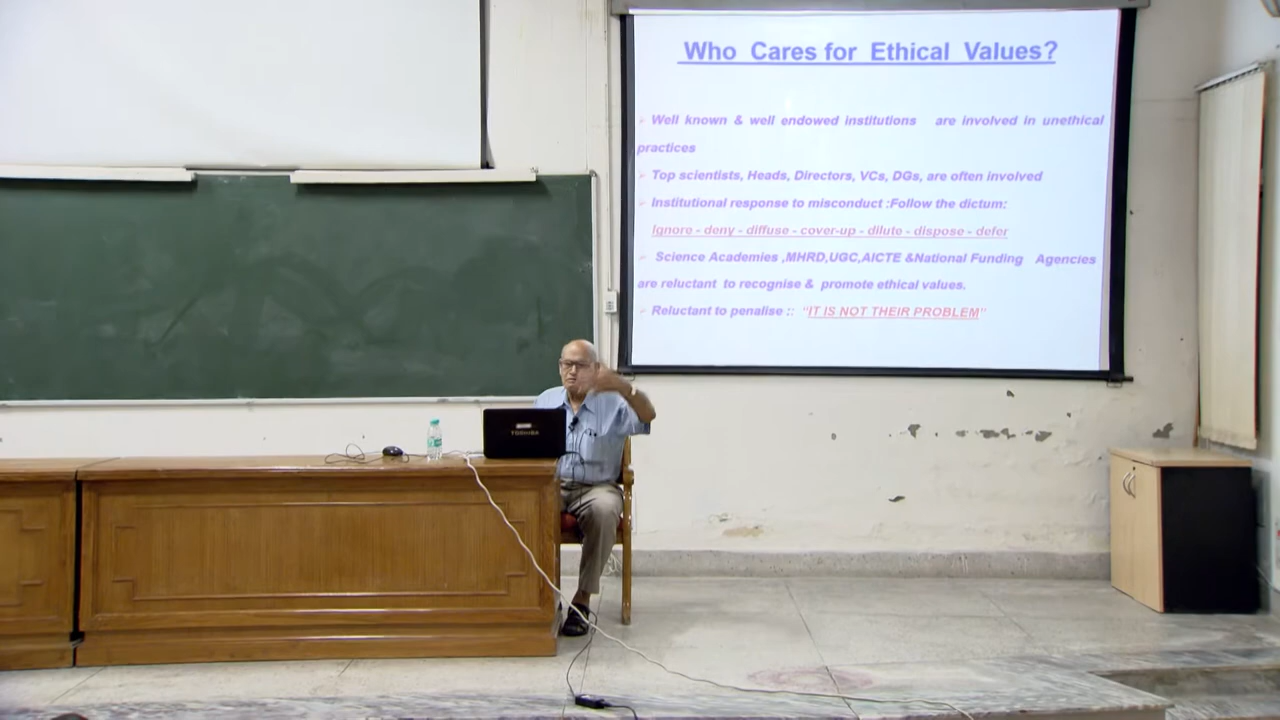 Who Cares for Ethical Values?
Well known & well endowed institutions are involved in unethical
practices
Top scientists, Heads, Directors, VCs, DGs, are often involved
Institutional response to misconduct :Follow the dictum:
Ignore - deny - diffuse - cover-up - dilute - dispose - defer
Science Academies ,MHRD,UGC,AICTE &National Funding Agencies
are reluctant to recognise & promote ethical values.
Reluctant to penalise :: "IT IS NOT THEIR PROBLEM"
TOSHIBA